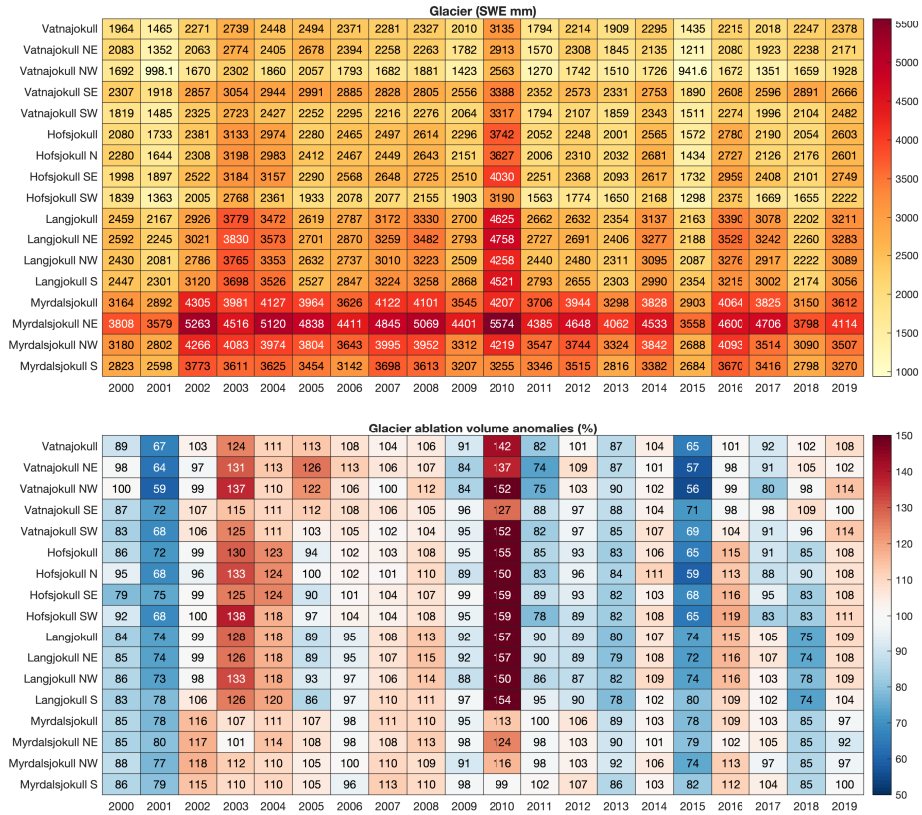 Glacier (SWE mm)
Vatnajokull 1964 1465 2271 2739 2448 2494 2371 2281 2327 2010 3135 1794 2214 1909 2295 1435 2215 2018 2247 2378
Vatnajokull NE 2083 1352 2063 2774 2405 2678 2394 2258 2263 1782 2913 1570 2308 1845 2135 1211 2080 1923 2238 2171
Vatnajokull NW 1692 998.1 1670 2302 1860 2057 1793 1682 1881 1423 2563 1270 1742 1510 1726 941.6 1672 1351 1659 1928
Vatnajokull SE 2307 1918 2857 3054 2944 2991 2885 2828 2805 2556 3388 2352 2573 2331 2753 1890 2608 2596 2891 2666
Vatnajokull SW 1819 1485 2325 2723 2427 2252 2295 2216 2276 2064 3317 1794 2107 1859 2343 1511 2274 1996 2104 2482
Hofsjokull 2080 1733 2381 3133 2974 2280 2465 2497 2614 2296 3742 2052 2248 2001 2565 1572 2780 2190 2054 2603
Hofsjokull N 2280 1644 2308 3198 2983 2412 2467 2449 2643 2151 3627 2006 2310 2032 2681 1434 2727 2126 2176 2601
Hofsjokull SE 1998 1897 2522 3184 3157 2290 2568 2648 2725 2510 4030 2251 2368 2093 2617 1732 2959 2408 2101 2749
Hofsjokull SW 1839 1363 2005 2768 2361 1933 2078 2077 2155 1903 3190 1563 1774 1650 2168 1298 2375 1669 1655 2222
Langjokull 2459 2167 2926 3779 3472 2619 2787 3172 3330 2700 4625 2662 2632 2354 3137 2163 3390 3078 2202 3211
Langjokull NE 2592 2245 3021 3830 3573 2701 2870 3259 3482 2793 4758 2727 2691 2406 3277 2188 3529 3242 2260 3283
Langjokull NW 2430 2081 2786 3765 3353 2632 2737 3010 3223 2509 4258 2440 2480 2311 3095 2087 3276 2917 2222 3089
Langjokull S 2447 2301 3120 3698 3526 2527 2847 3224 3258 2868 4521 2793 2655 2303 2990 2354 3215 3002 2174 3056
Myrdalsjokull 3164 2892 4305 3981 4127 3964 3626 4122 4101 3545 4207 3706 3944 3298 3828 2903 4064 3825 3150 3612
Myrdalsjokull NE 3808 3579 5263 4516 5120 4838 4411 4845 5069 4401 5574 4385 4648 4062 4533 3558 4600 4706 3798 4114
Myrdalsjokull NW 3180 2802 4266 4083 3974 3804 3643 3995 3952 3312 4219 3547 3744 3324 3842 2688 4093 3514 3090 3507
Myrdalsjokull S 2823 2598 3773 3611 3625 3454 3142 3698 3613 3207 3255 3346 3515 2816 3382 2684 3670 3416 2798 3270
2000 2001 2002 2003 2004 2005 2006 2007 2008 2009 2010 2011 2012 2013 2014 2015 2016 2017 2018 2019
5500
5000
4500
4000
3500
3000
2500
2000
1500
1000
Glacier ablation volume anomalies (%)
Vatnajokull 89 67 103 124 111 113 108 104 106 91 142 82 101 87 104 65 101 92 102 108
Vatnajokull NE 98 64 97 131 113 126 113 106 107 84 137 74 109 87 101 57 98 91 105 102
Vatnajokull NW 100 59 99 137 110 122 106 100 112 84 152 75 103 90 102 56 99 80 98 114
Vatnajokull SE 87 72 107 115 111 112 108 106 105 96 127 88 97 88 104 71 98 98 109 100
Vatnajokull SW 83 68 106 125 111 103 105 102 104 95 152 82 97 85 107 69 104 91 96 114
Hofsjokull 86 72 99 130 123 94 102 103 108 95 155 85 93 83 106 65 115 91 85 108
Hofsjokull N 95 68 96 133 124 100 102 101 110 89 150 83 96 84 111 59 113 88 90 108
Hofsjokull SE 79 75 99 125 124 90 101 104 107 99 159 89 93 82 103 68 116 95 83 108
Hofsjokull SW 92 68 100 138 118 97 104 104 108 95 159 78 89 82 108 65 119 83 83 111
Langjokull 84 74 99 128 118 89 95 108 113 92 157 90 89 80 107 74 115 105 75 109
Langjokull NE 85 74 99 126 118 89 95 107 115 92 157 90 89 79 108 72 116 107 74 108
Langjokull NW 86 73 98 133 118 93 97 106 114 88 150 86 87 82 109 74 116 103 78 109
Langjokull S 83 78 106 126 120 86 97 110 111 97 154 95 90 78 102 80 109 102 74 104
Myrdalsjokull 85 78 116 107 111 107 98 111 110 95 113 100 106 89 103 78 109 103 85 97
Myrdalsjokull NE 85 80 117 101 114 108 98 108 113 98 124 98 103 90 101 79 102 105 85 92
Myrdalsjokull NW 88 77 118 112 110 105 100 110 109 91 116 98 103 92 106 74 113 97 85 97
Myrdalsjokull S 86 79 115 110 110 105 96 113 110 98 99 102 107 86 103 82 112 104 85 100
2000 2001 2002 2003 2004 2005 2006 2007 2008 2009 2010 2011 2012 2013 2014 2015 2016 2017 2018 2019
150
140
130
120
110
100
90
80
70
60
50